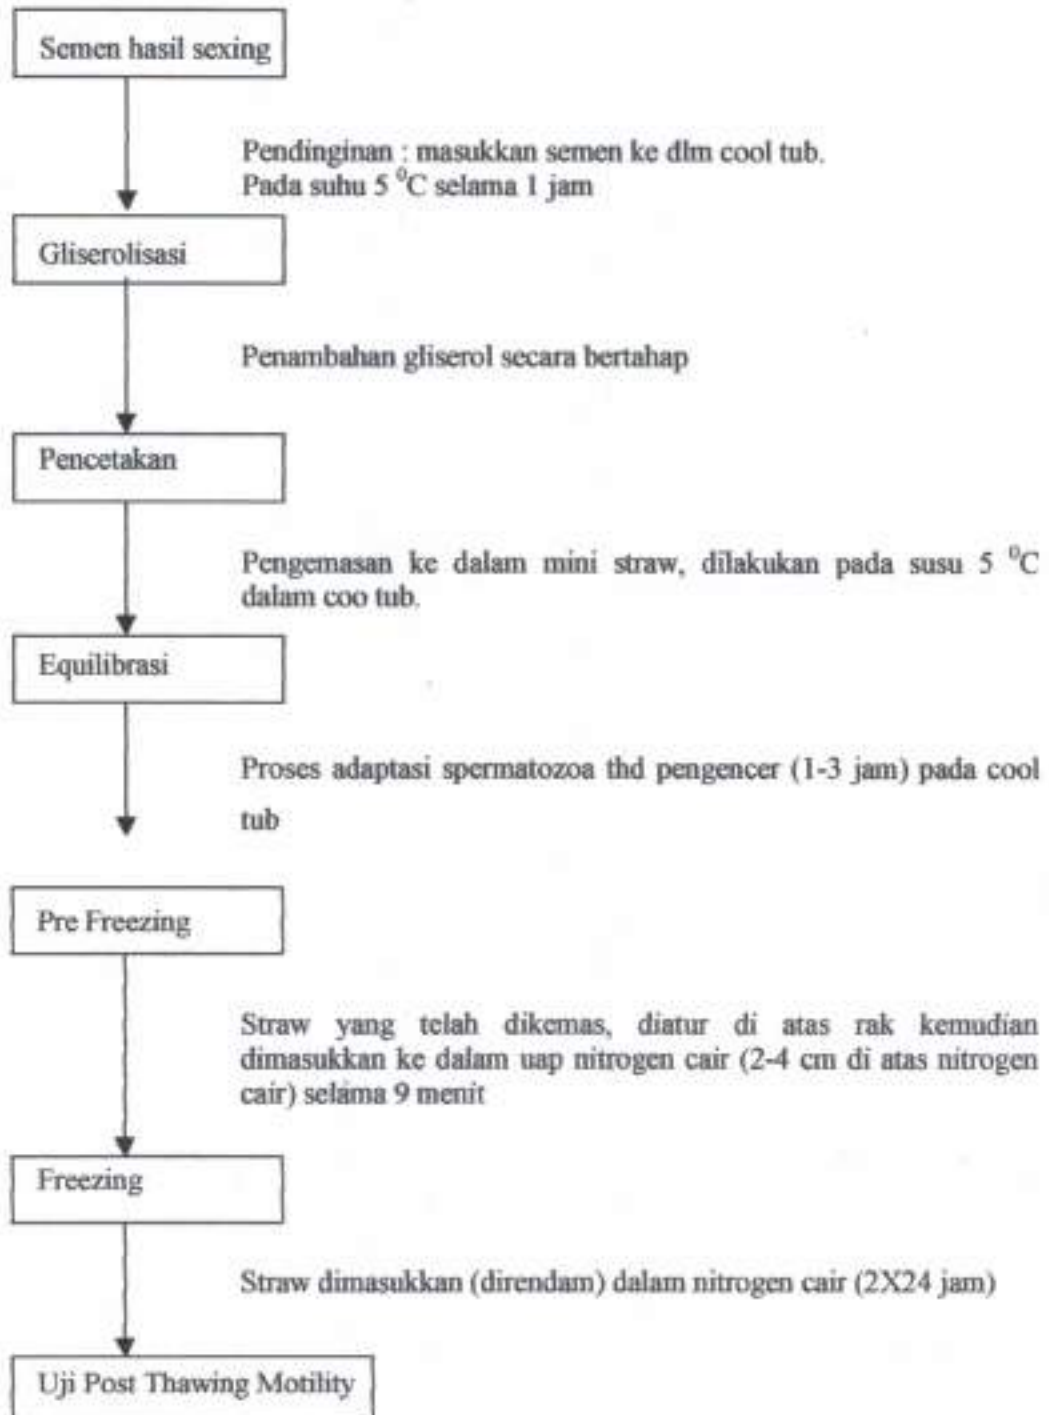 Semen hasil sexing
Pendinginan : masukkan semen ke dlm cool tub.
Pada suhu 5 ⁰C selama 1 jam
Gliserolisasi
Penambahan gliserol secara bertahap
Pencetakan
Pengemasan ke dalam mini straw, dilakukan pada susu 5 ⁰C
dalam coo tub.
Equilibrasi
Proses adaptasi spermatozoa thd pengencer (1-3 jam) pada cool
tub
Pre Freezing
Straw yang telah dikemas, diatur di atas rak kemudian
dimasukkan ke dalam uap nitrogen cair (2-4 cm di atas nitrogen
cair) selama 9 menit
Freezing
Straw dimasukkan (direndam) dalam nitrogen cair (2X24 jam)
Uji Post Thawing Motility